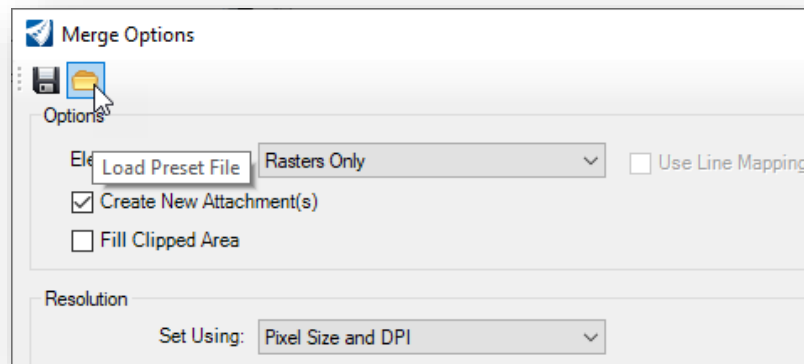 Merge Options
Options
Load Preset File
Rasters Only
Use Line Mapping
Create New Attachment(s)
Fill Clipped Area
Resolution
Set Using:
Pixel Size and DPI